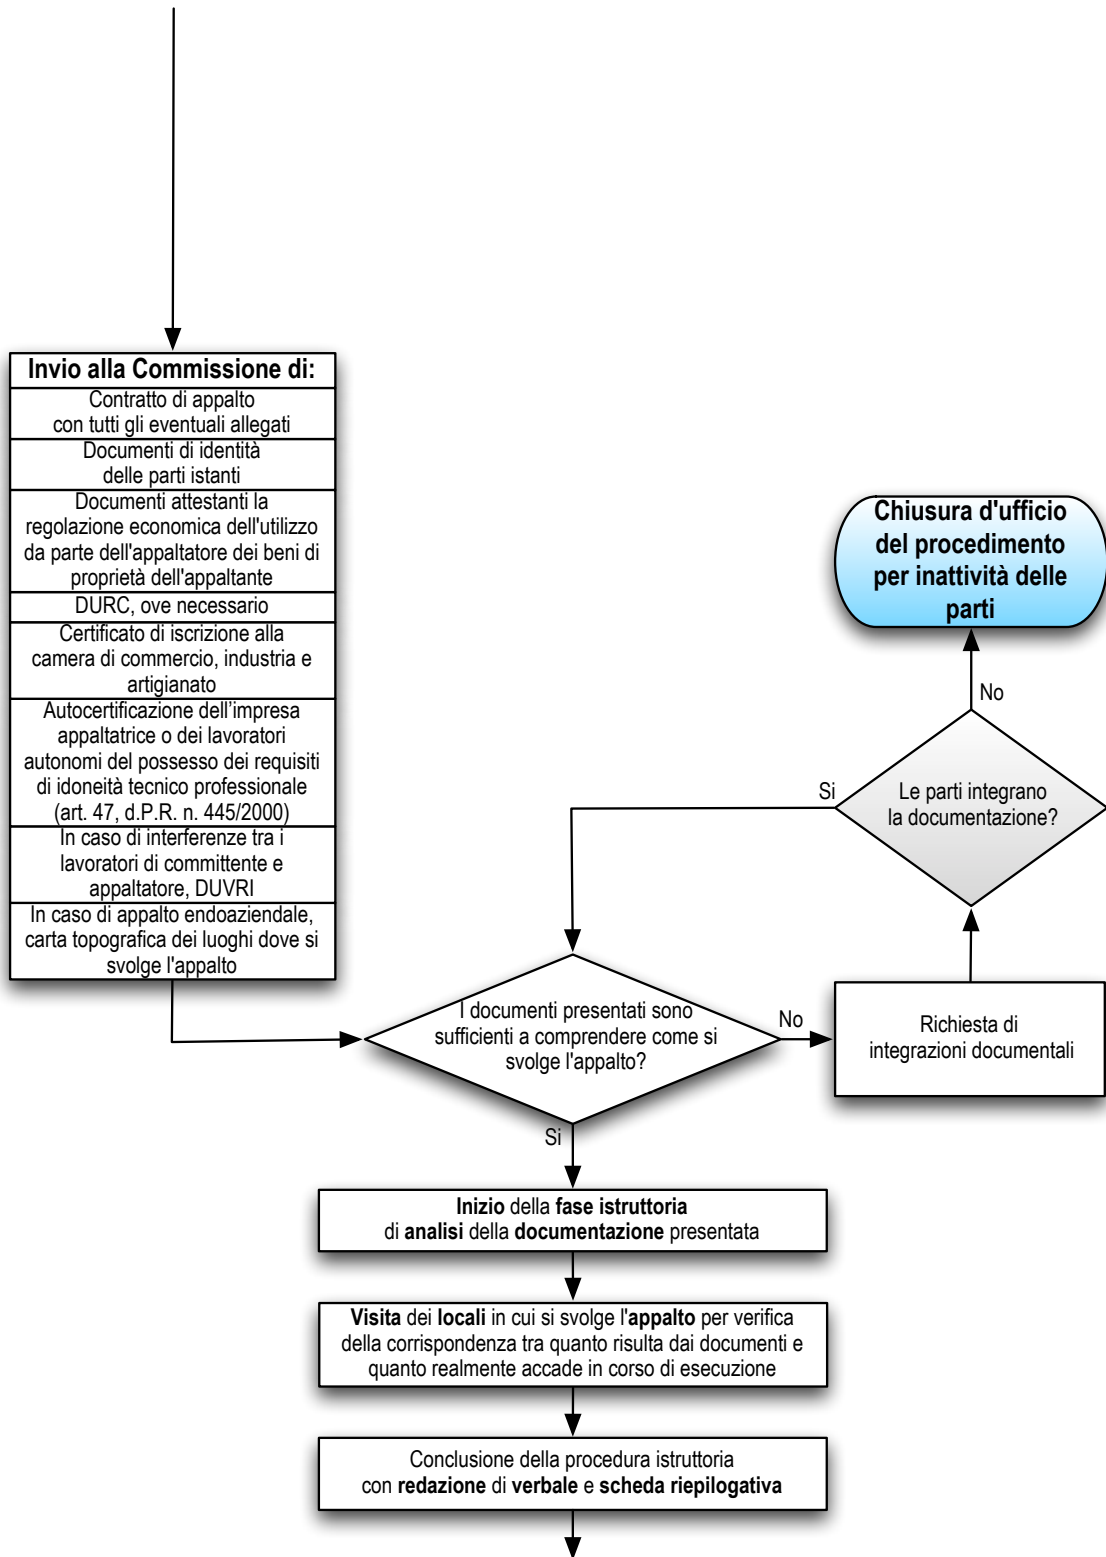 Invio alla Commissione di:
Contratto di appalto
con tutti gli eventuali allegati
Documenti di identità
delle parti istanti
Documenti attestanti la
regolazione economica dell'utilizzo
da parte dell'appaltatore dei beni di
proprietà dell'appaltante
DURC, ove necessario
Certificato di iscrizione alla
camera di commercio, industria e
artigianato
Autocertificazione dell’impresa
appaltatrice o dei lavoratori
autonomi del possesso dei requisiti
di idoneità tecnico professionale
(art. 47, d.P.R. n. 445/2000)
In caso di interferenze tra i
lavoratori di committente e
appaltatore, DUVRI
In caso di appalto endoaziendale,
carta topografica dei luoghi dove si
svolge l'appalto
Chiusura d'ufficio
del procedimento
per inattività delle
parti
No
Le parti integrano
la documentazione?
Si
Richiesta di
integrazioni documentali
No
I documenti presentati sono
sufficienti a comprendere come si
svolge l'appalto?
Si
Inizio della fase istruttoria
di analisi della documentazione presentata
Visita dei locali in cui si svolge l'appalto per verifica
della corrispondenza tra quanto risulta dai documenti e
quanto realmente accade in corso di esecuzione
Conclusione della procedura istruttoria
con redazione di verbale e scheda riepilogativa